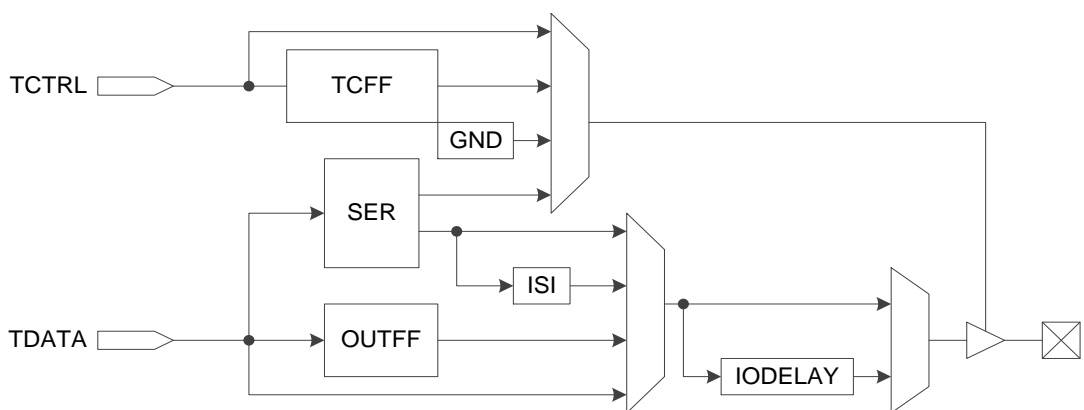 TCTRL
TCFF
GND
SER
ISI
TDATA
OUTFF
IODELAY